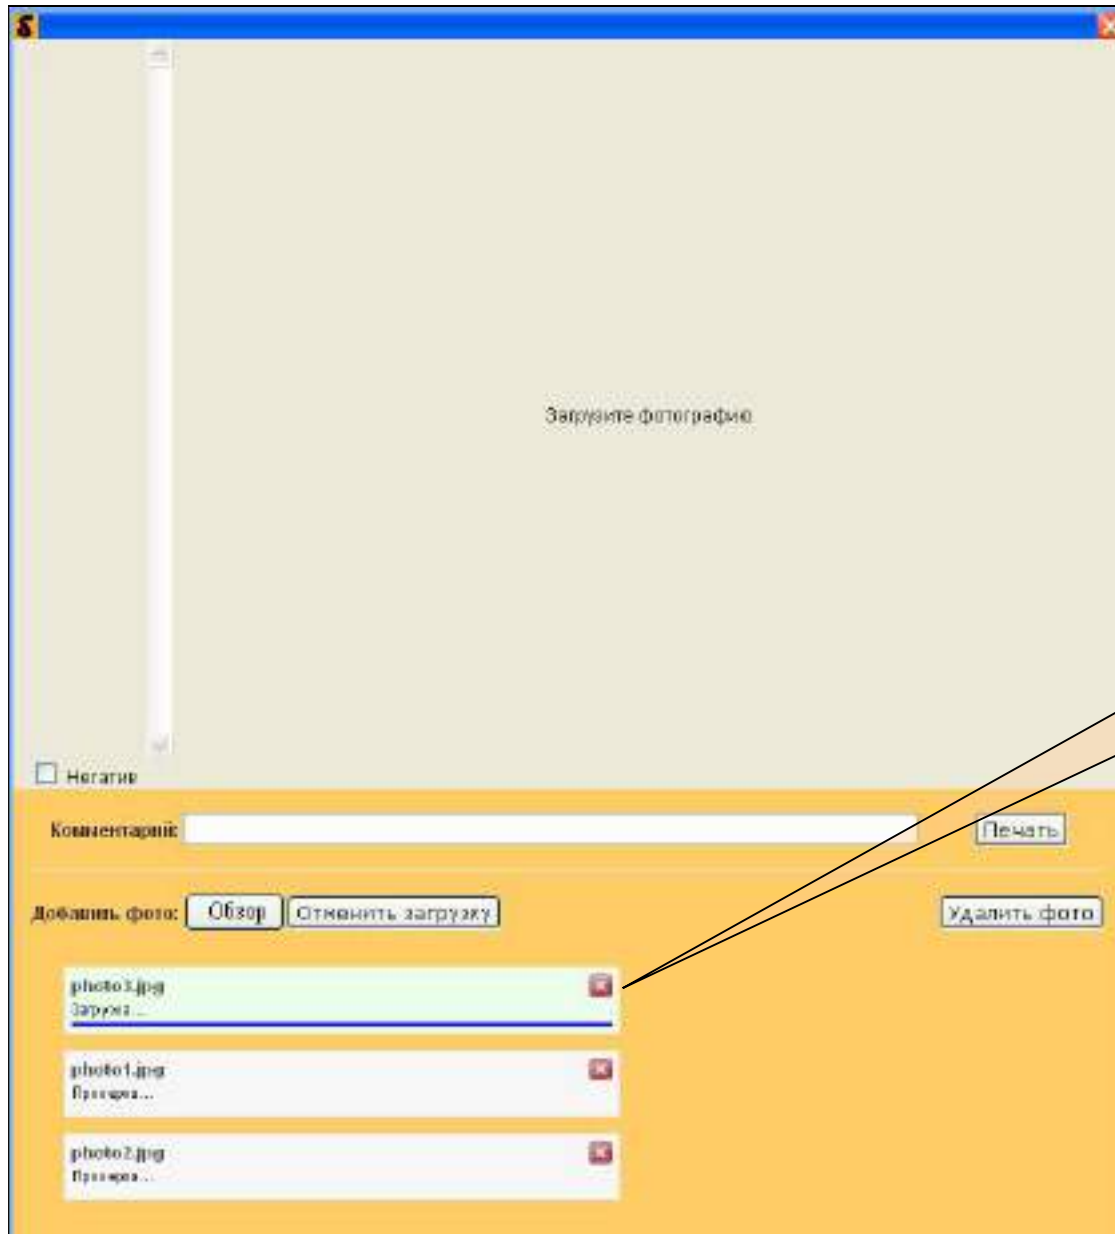 Загрузите фотографию
Негатив
Комментарий:
Печать
Добавить фото: Обзор Отменить загрузку
Удалить фото
photo3.jpg
Загрузка...
photo1.jpg
Проверка...
photo2.jpg
Проверка...